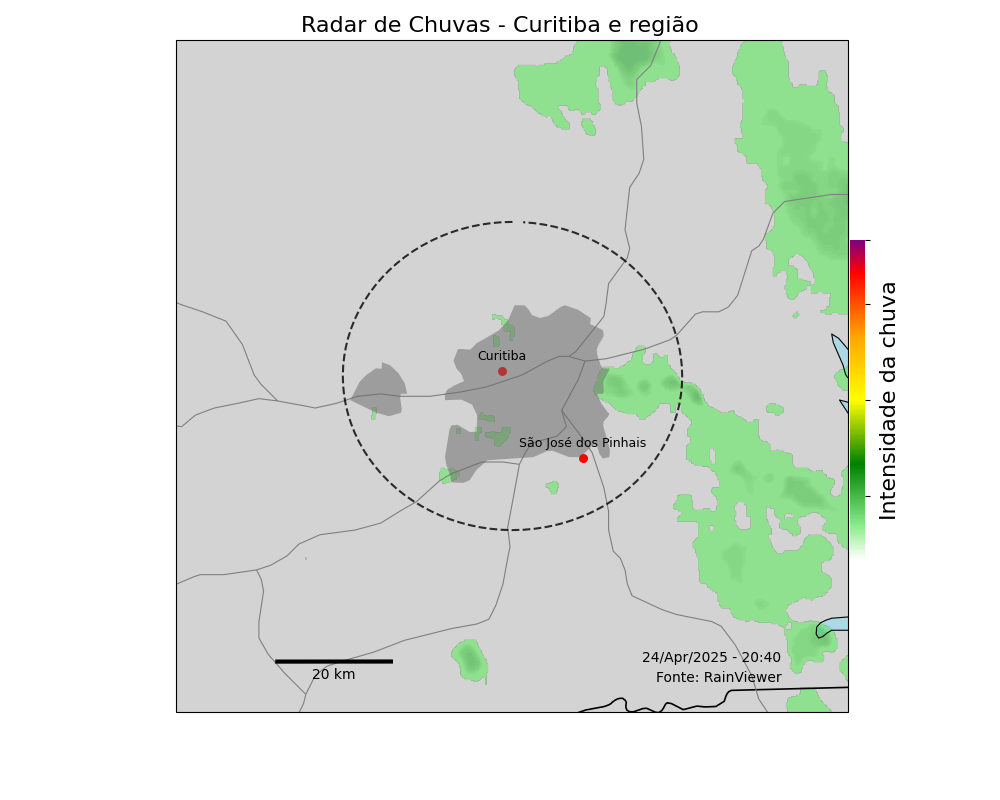 Radar de Chuvas - Curitiba e região
Curitiba
São José dos Pinhais
Intensidade da chuva
20 km
24/Apr/2025 - 20:40
Fonte: RainViewer